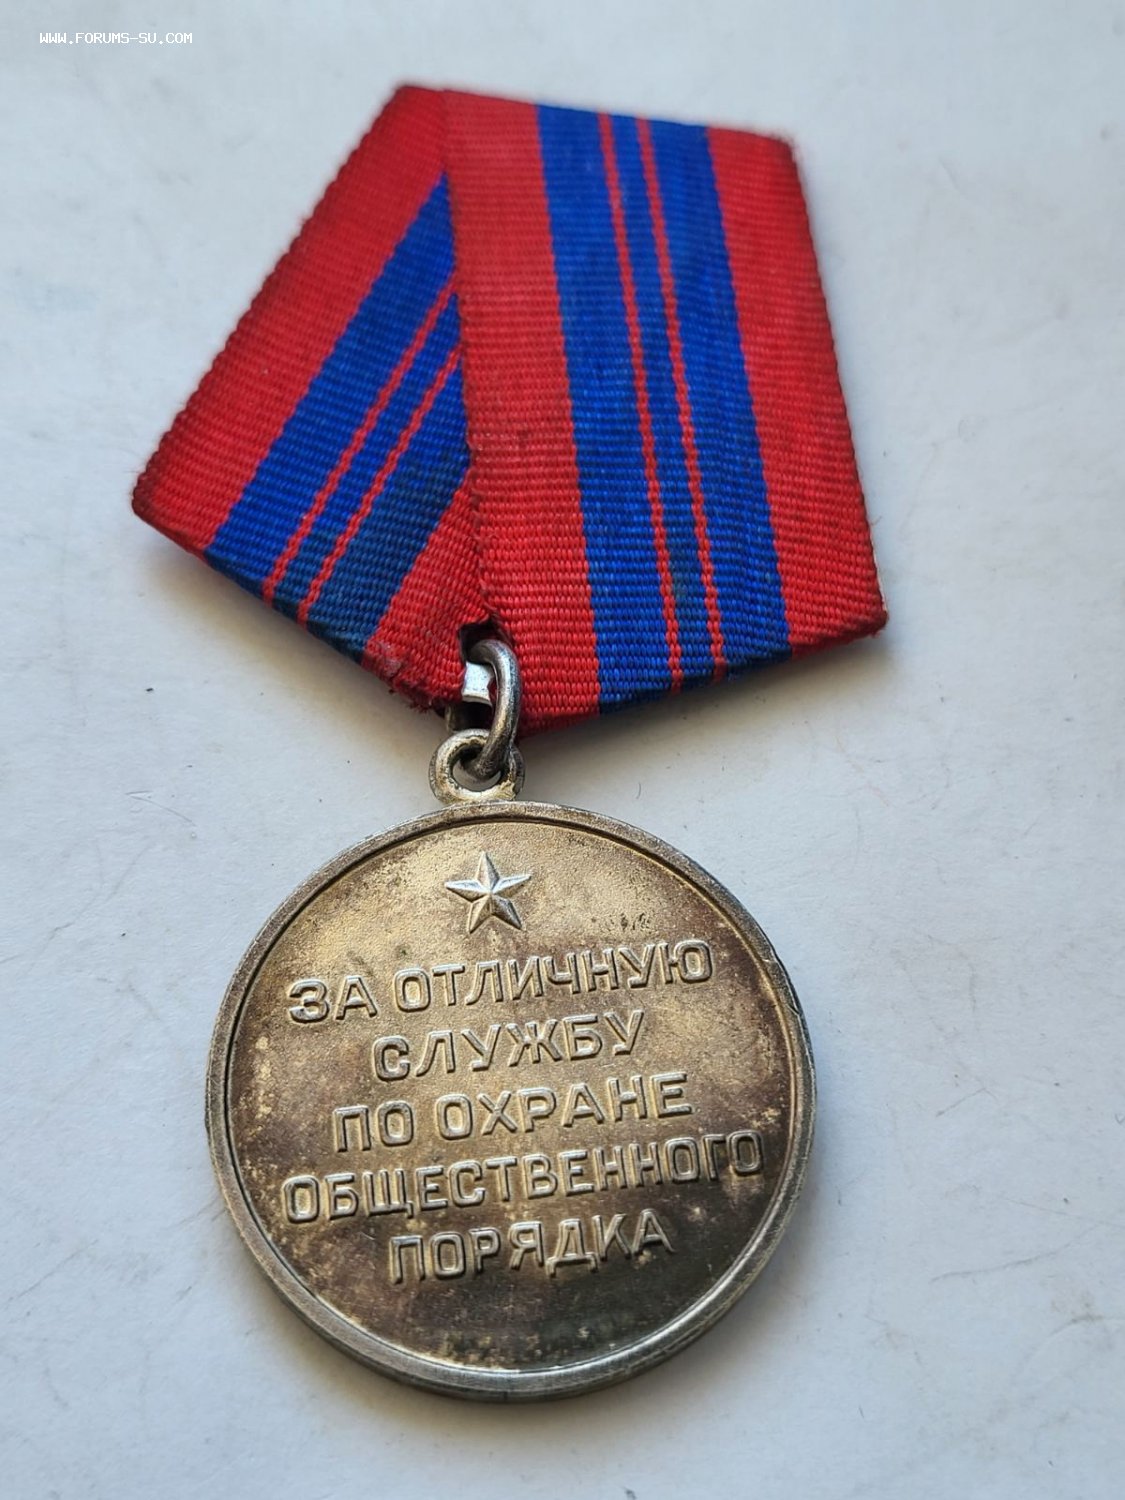 WWW.FORUMS-SU.COM
ЗА ОТЛИЧНУЮ
СЛУЖБУ
ПО ОХРАНЕ
ОБЩЕСТВЕННОГО
ПОРЯДКА